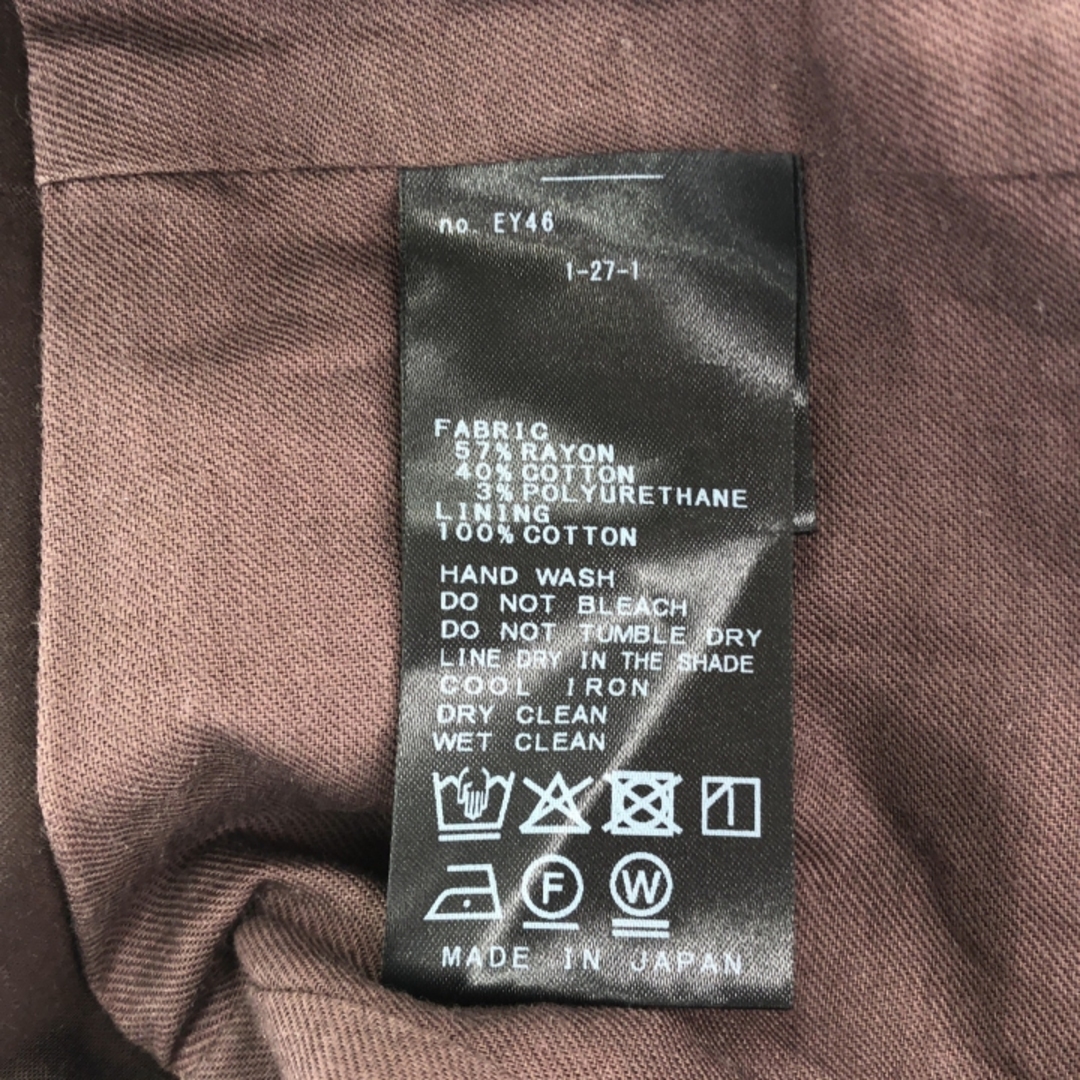 no. EY46
1-27-1
FABRIC
57% RAYON
40% COTTON
3% POLYURETHANE
LINING
100% COTTON
HAND WASH
DO NOT BLEACH
DO NOT TUMBLE DRY
LINE DRY IN THE SHADE
COOL IRON
DRY CLEAN
WET CLEAN
F W
MADE IN JAPAN